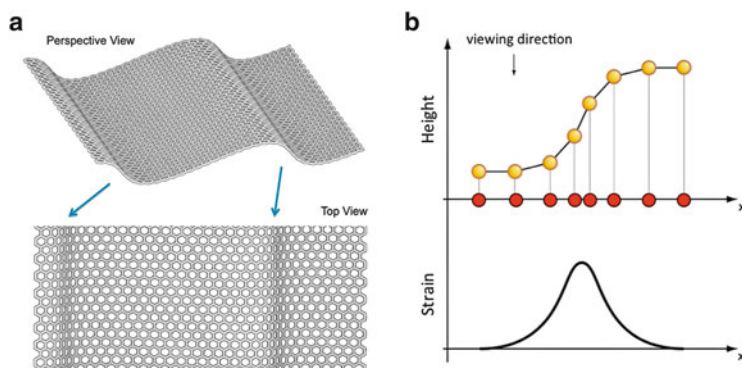 a
Perspective View
Top View
b
viewing direction
Height
x
Strain
x